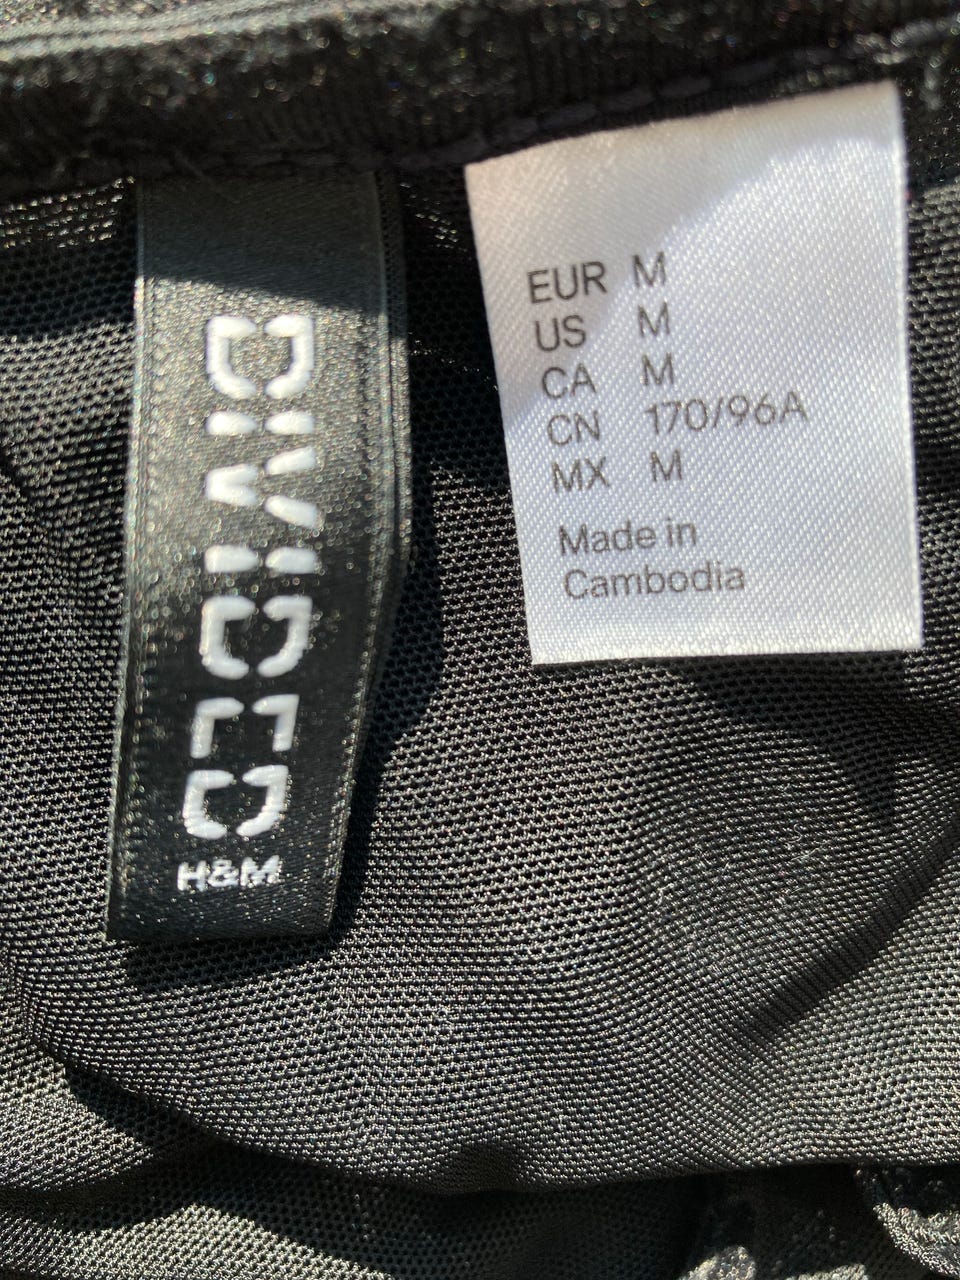 DIVIDED
H&M
EUR M
US M
CA M
CN 170/96A
MX M
Made in
Cambodia